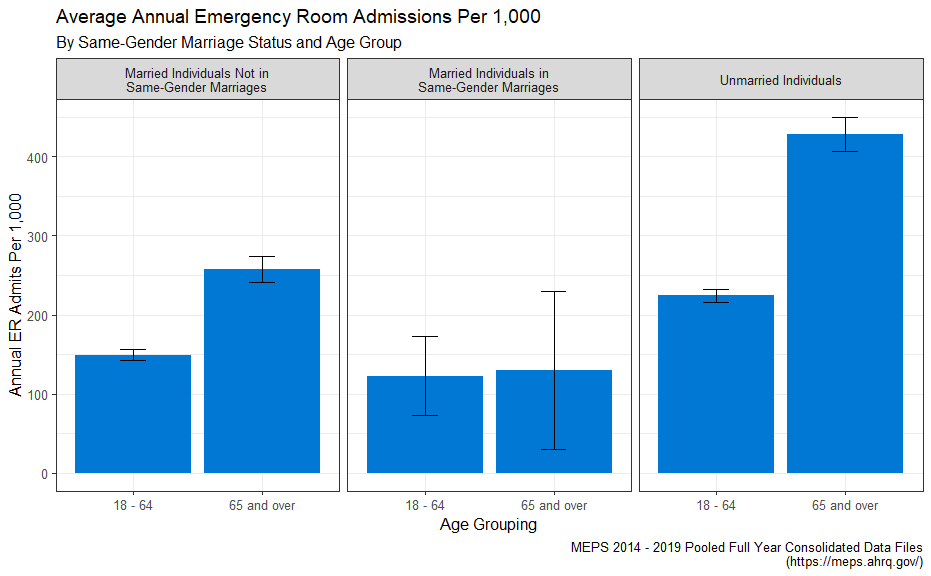 Average Annual Emergency Room Admissions Per 1,000
By Same-Gender Marriage Status and Age Group
Married Individuals Not in
Same-Gender Marriages
Married Individuals in
Same-Gender Marriages
Unmarried Individuals
Annual ER Admits Per 1,000
400
300
200
100
0
18 - 64
65 and over
18 - 64
65 and over
18 - 64
65 and over
Age Grouping
MEPS 2014 - 2019 Pooled Full Year Consolidated Data Files
(https://meps.ahrq.gov/)